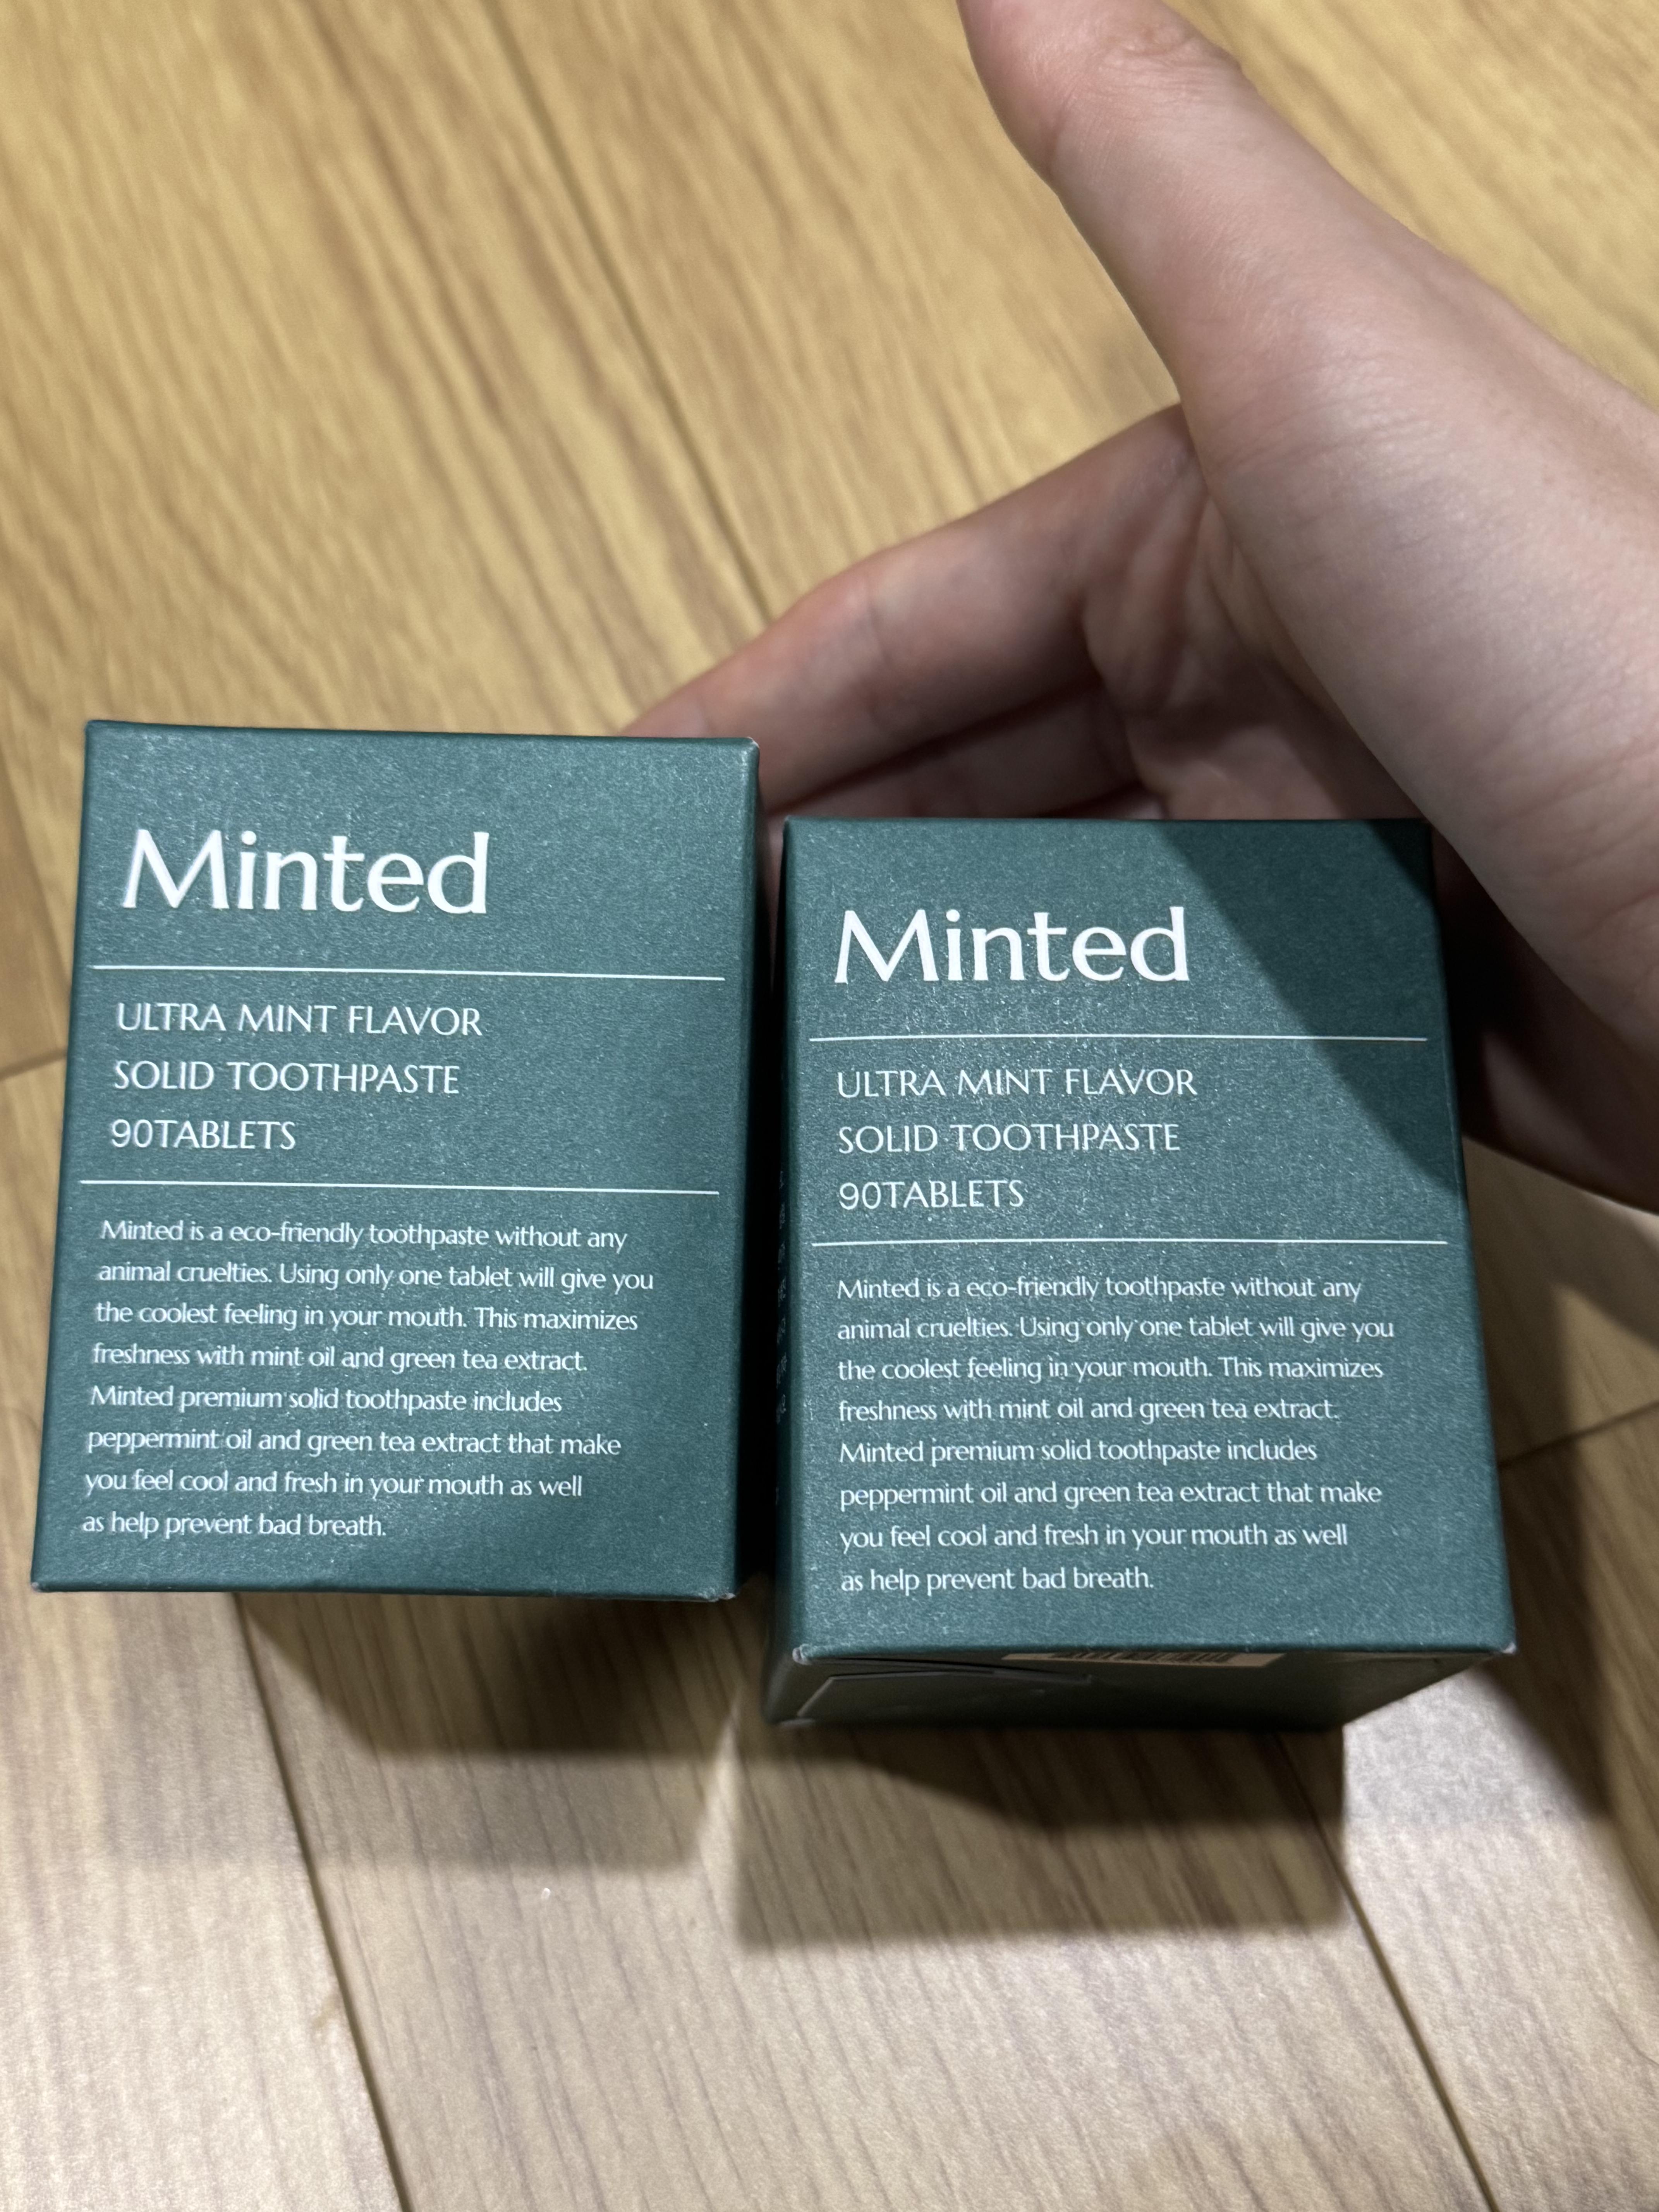 Minted
ULTRA MINT FLAVOR
SOLID TOOTHPASTE
90TABLETS
Minted is a eco-friendly toothpaste without any
animal cruelties. Using only one tablet will give you
the coolest feeling in your mouth. This maximizes
freshness with mint oil and green tea extract.
Minted premium solid toothpaste includes
peppermint oil and green tea extract that make
you feel cool and fresh in your mouth as well
as help prevent bad breath.
Minted
ULTRA MINT FLAVOR
SOLID TOOTHPASTE
90TABLETS
Minted is a eco-friendly toothpaste without any
animal cruelties. Using only one tablet will give you
the coolest feeling in your mouth. This maximizes
freshness with mint oil and green tea extract.
Minted premium solid toothpaste includes
peppermint oil and green tea extract that make
you feel cool and fresh in your mouth as well
as help prevent bad breath.